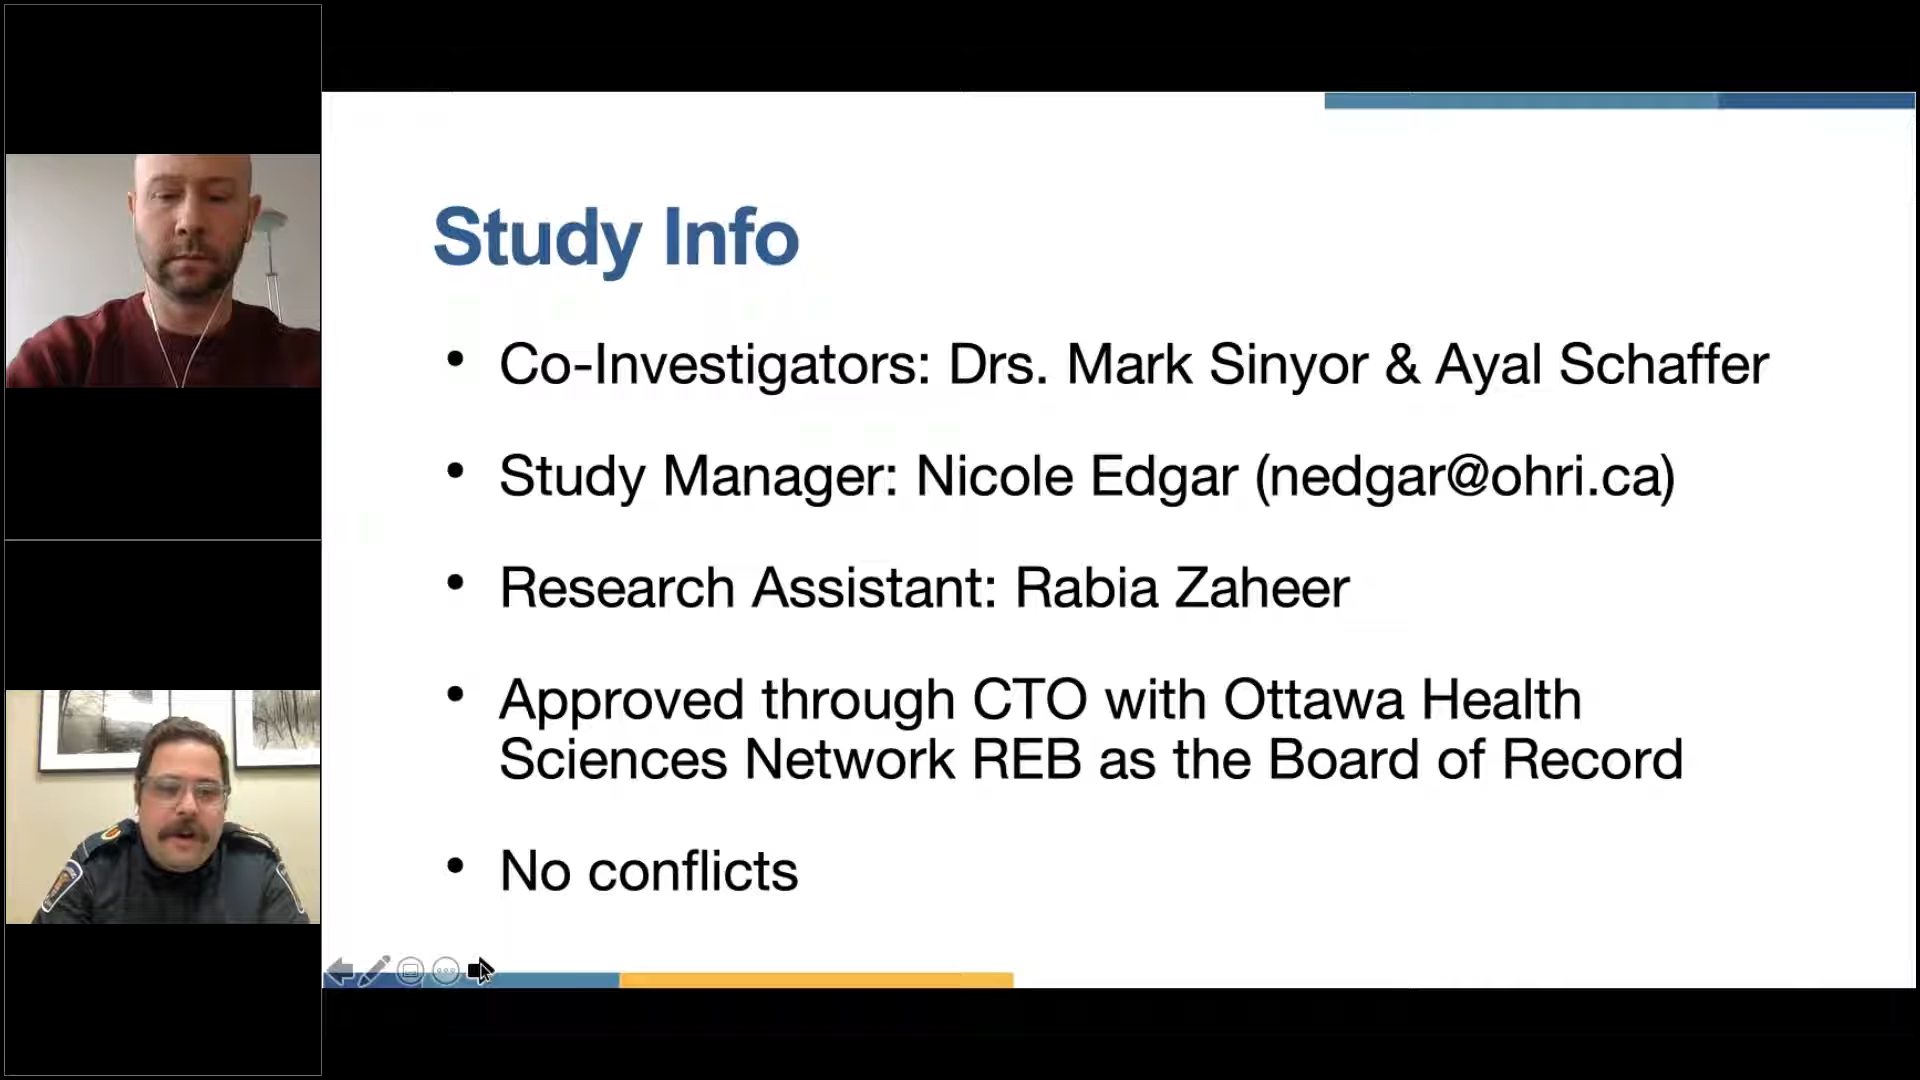 Study Info
• Co-Investigators: Drs. Mark Sinyor & Ayal Schaffer
• Study Manager: Nicole Edgar (nedgar@ohri.ca)
• Research Assistant: Rabia Zaheer
• Approved through CTO with Ottawa Health
Sciences Network REB as the Board of Record
• No conflicts